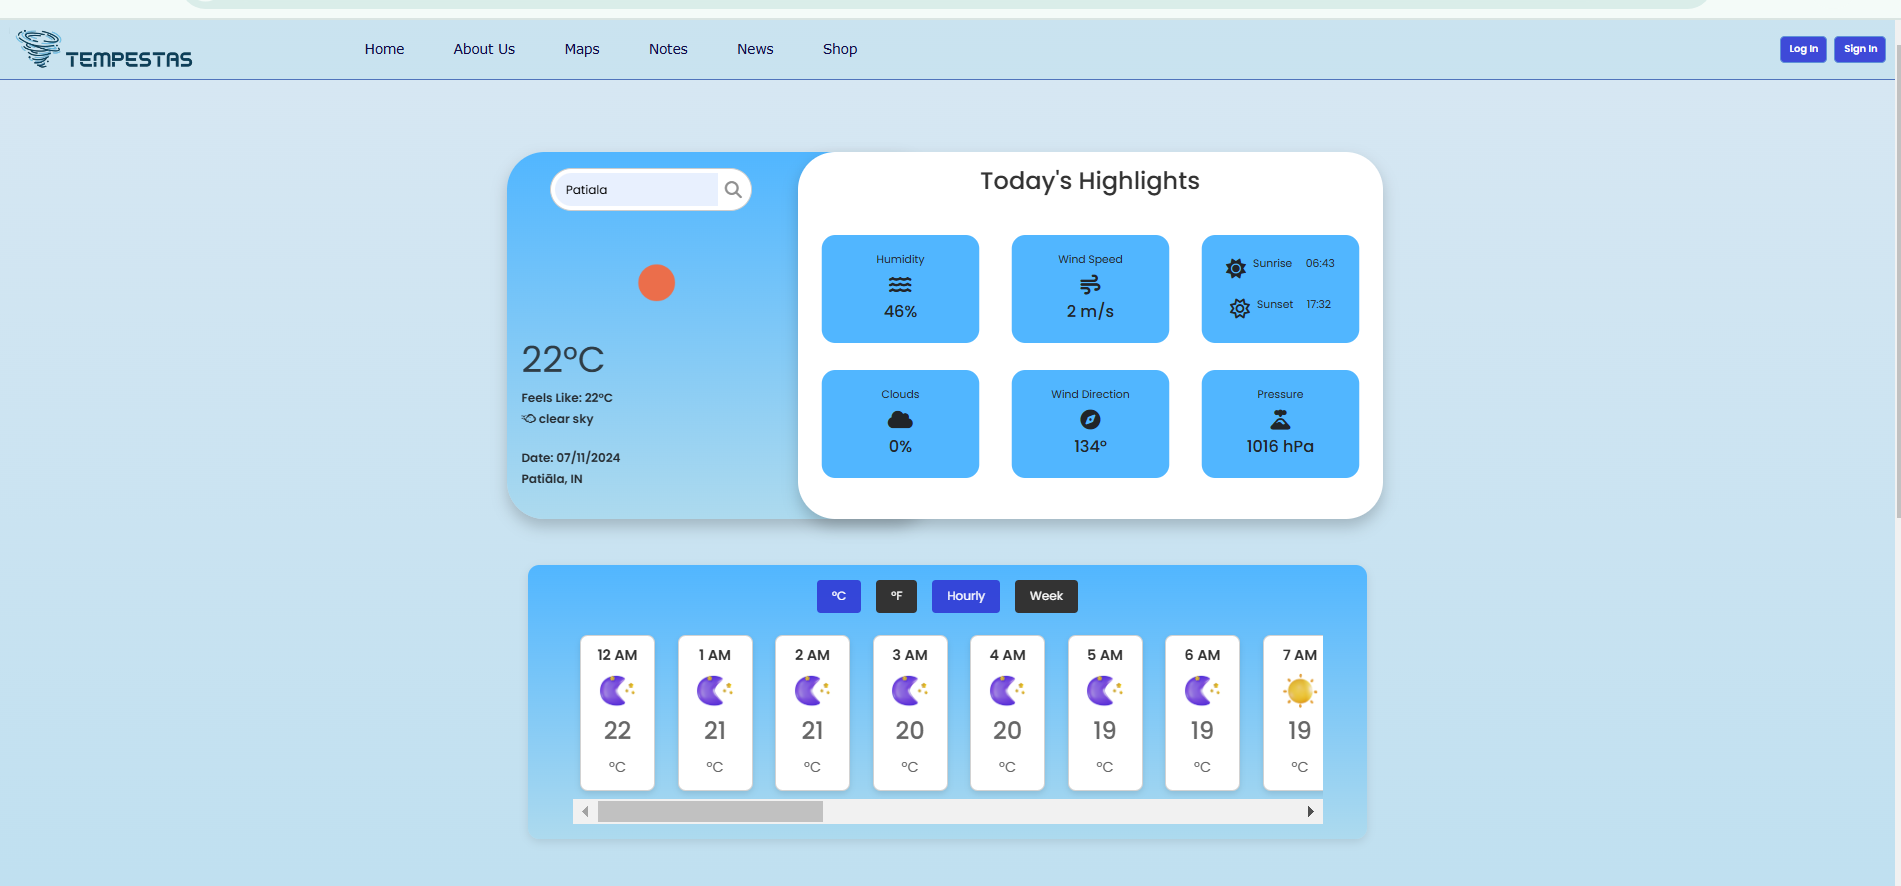 TEMPESTAS
Home About Us Maps Notes News Shop
Log In Sign In
Patiala
22°C
Feels Like: 22°C
clear sky
Date: 07/11/2024
Patiāla, IN
Today's Highlights
Humidity
46%
Wind Speed
2 m/s
Sunrise 06:43
Sunset 17:32
Clouds
0%
Wind Direction
134°
Pressure
1016 hPa
°C °F Hourly Week
12 AM 1 AM 2 AM 3 AM 4 AM 5 AM 6 AM 7 AM
22 21 21 20 20 19 19 19
°C °C °C °C °C °C °C °C